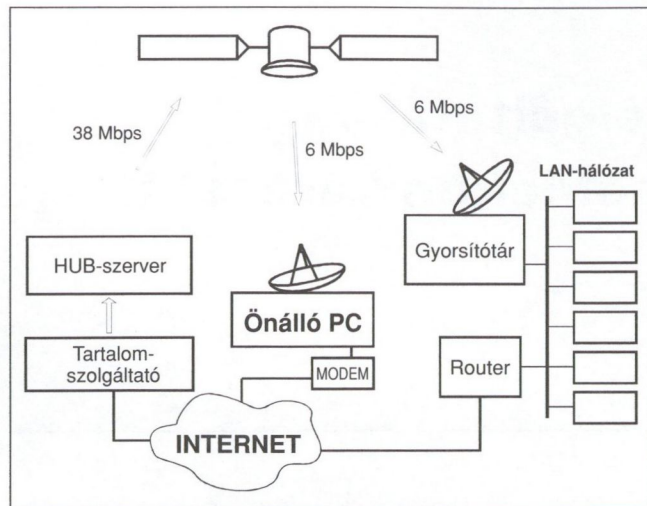 38 Mbps
6 Mbps
6 Mbps
LAN-hálózat
HUB-szerver
Gyorsítótár
Önálló PC
Tartalom-
szolgáltató
MODEM
Router
INTERNET